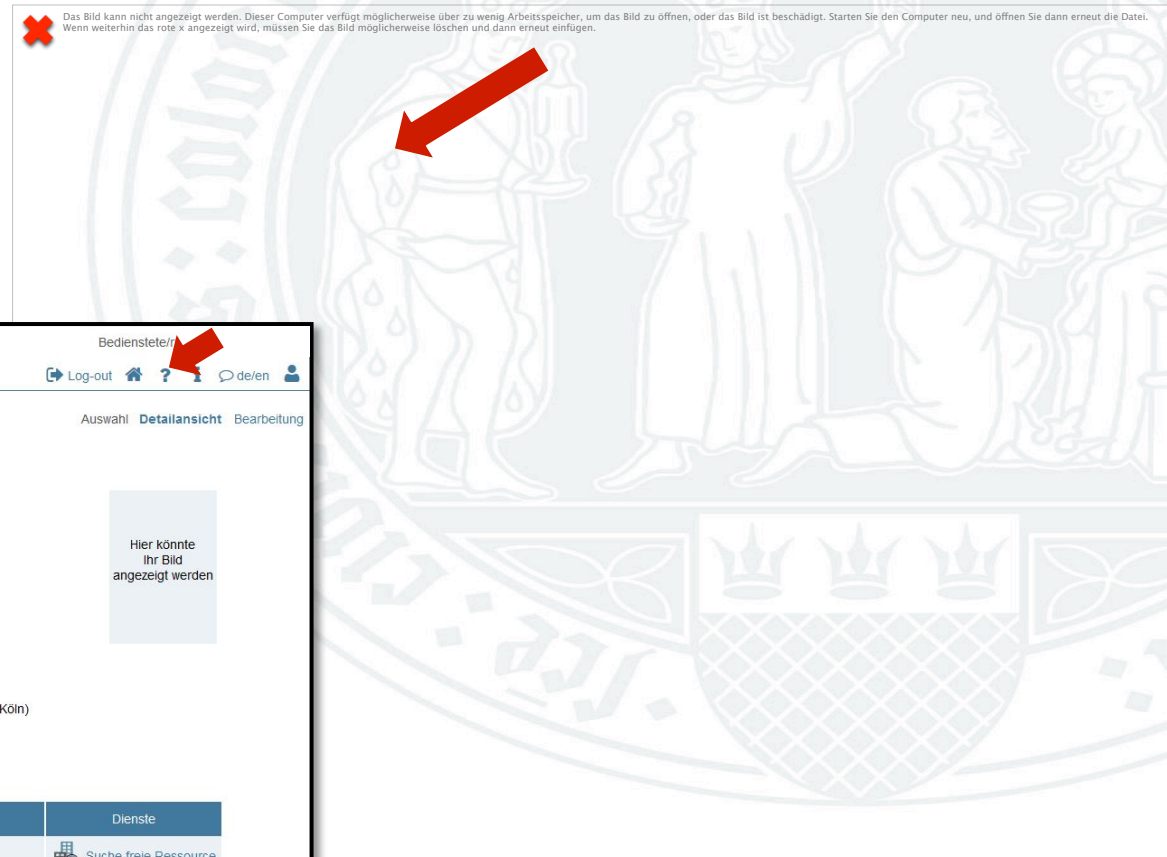 Das Bild kann nicht angezeigt werden. Dieser Computer verfügt möglicherweise über zu wenig Arbeitsspeicher, um das Bild zu öffnen, oder das Bild ist beschädigt. Starten Sie den Computer neu, und öffnen Sie dann erneut die Datei.
Wenn weiterhin das rote x angezeigt wird, müssen Sie das Bild möglicherweise löschen und dann erneut einfügen.
Log-out ? de/en
Auswahl Detailansicht Bearbeitung
Hier könnte
Ihr Bild
angezeigt werden
Köln)
Dienste
Suche freie Ressource